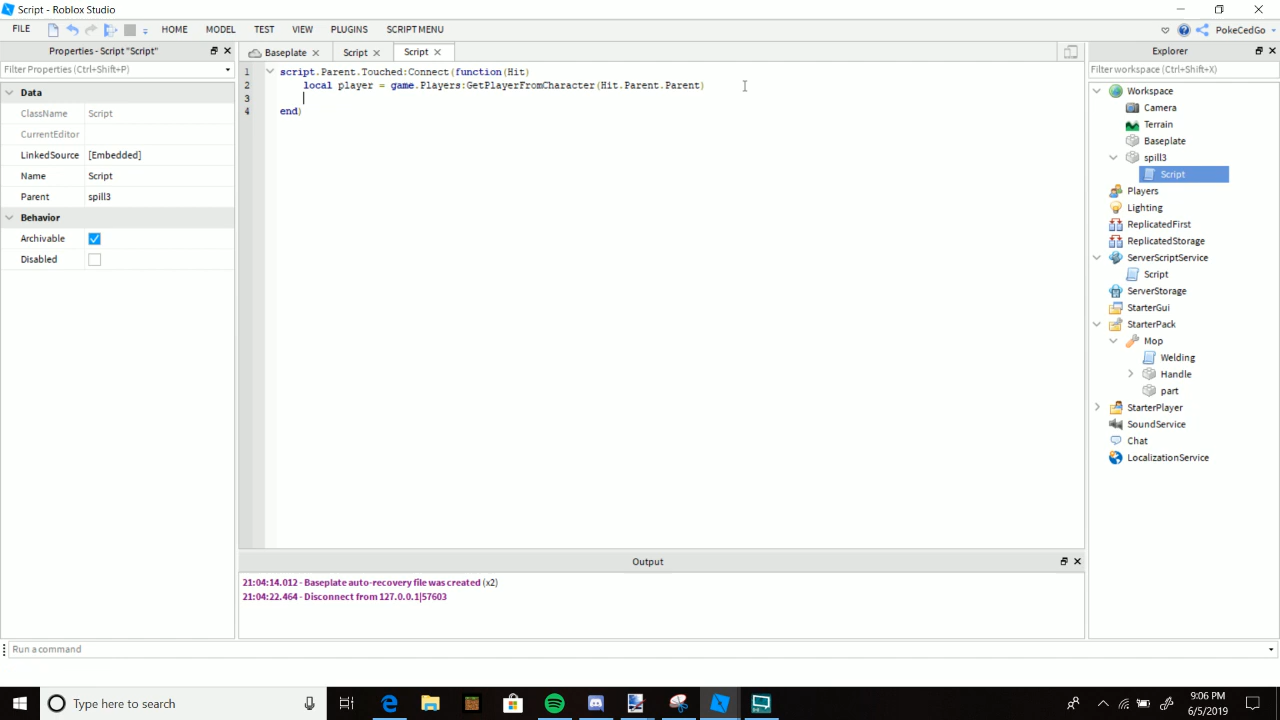 Script - Roblox Studio
FILE
HOME
MODEL
TEST
VIEW
PLUGINS
SCRIPT MENU
PokeCedGo
Properties - Script "Script"
Filter Properties (Ctrl+Shift+P)
Data
ClassName Script
CurrentEditor
LinkedSource [Embedded]
Name Script
Parent spill3
Behavior
Archivable
Disabled
Baseplate
Script
Script
1 script.Parent.Touched:Connect(function(Hit)
2 local player = game.Players:GetPlayerFromCharacter(Hit.Parent.Parent)
3
4 end)
Output
21:04:14.012 - Baseplate auto-recovery file was created (x2)
21:04:22.464 - Disconnect from 127.0.0.1|57603
Explorer
Filter workspace (Ctrl+Shift+X)
Workspace
Camera
Terrain
Baseplate
spill3
Script
Players
Lighting
ReplicatedFirst
ReplicatedStorage
ServerScriptService
Script
ServerStorage
StarterGui
StarterPack
Mop
Welding
Handle
part
StarterPlayer
SoundService
Chat
LocalizationService
Run a command
Type here to search
9:06 PM
6/5/2019